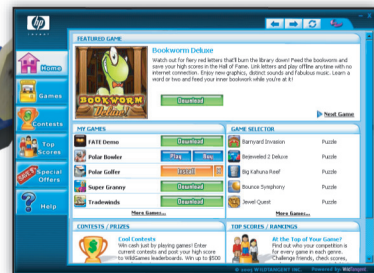 hp
invent
Home
Games
Contests
Top
Scores
Special
Offers
Help
FEATURED GAME
Bookworm Deluxe
Watch out for fiery red letters that'll burn the library down! Feed the bookworm and
save your high scores in the Hall of Fame. Link letters and play offline anytime with no
internet connection. Enjoy new graphics, distinct sounds and fabulous music. Learn a
word or two and feed your inner bookworm while you're at it!
BOOKWORM
Deluxe
Download
Next Game
MY GAMES
FATE Demo
Download
Polar Bowler
Play
Buy
Polar Golfer
Install
Super Granny
Download
Tradewinds
Download
More Games...
GAME SELECTOR
Barnyard Invasion
Puzzle
Bejeweled 2 Deluxe
Puzzle
Big Kahuna Reef
Puzzle
Bounce Symphony
Puzzle
Jewel Quest
Puzzle
More Games...
CONTESTS / PRIZES
Cool Contests
Win cash just by playing games! Enter
current contests and post your high score
to WildGames leaderboards. Win up to $500
TOP SCORES / RANKINGS
At the Top of Your Game?
Find out who your competition is
for every game in each genre.
Challenge friends, check scores,
© 2005 WILDTANGENT INC.
Powered by WildTangent